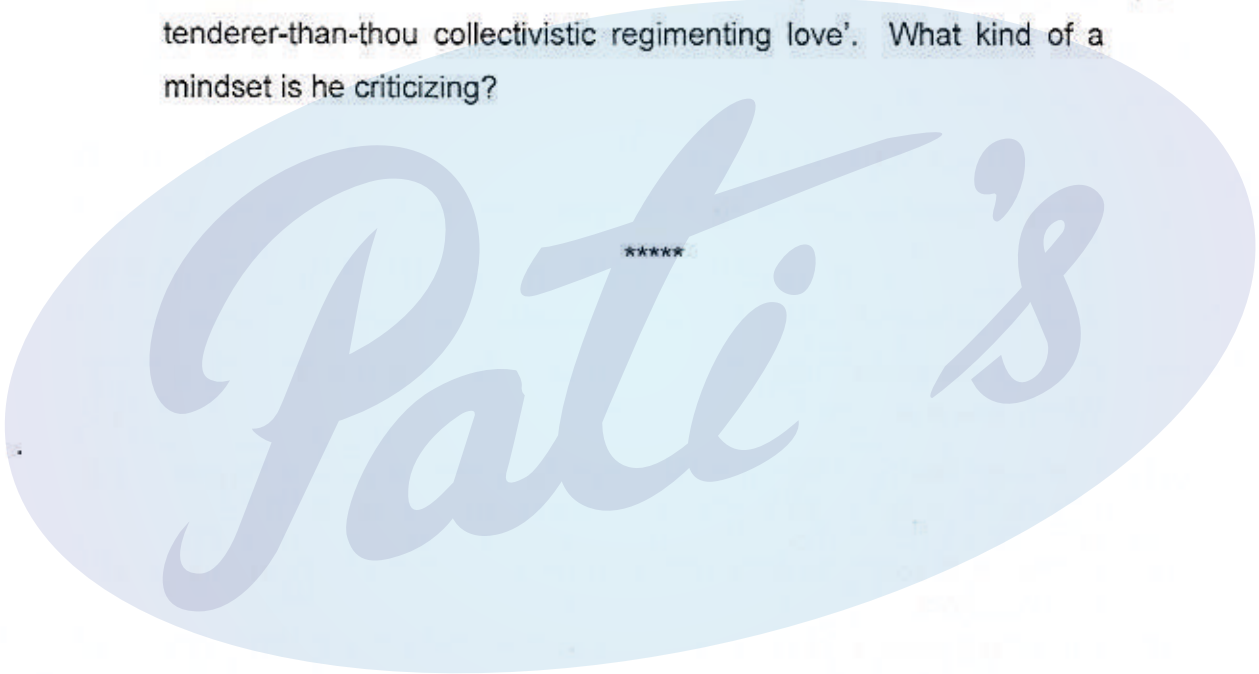 tenderer-than-thou collectivistic regimenting love’. What kind of a
mindset is he criticizing?
*****
Pati's